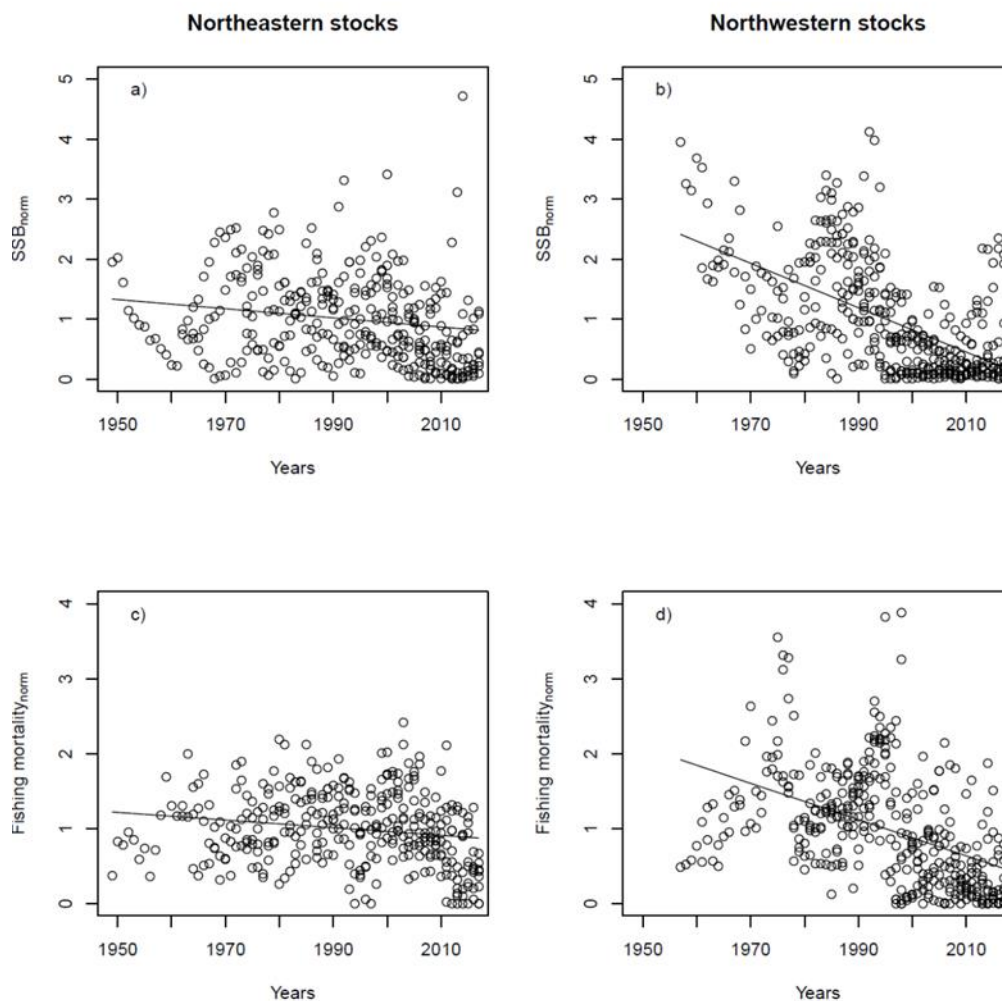 Northeastern stocks
Northwestern stocks
a)
SSBnorm
0 1 2 3 4 5
1950 1970 1990 2010
Years
b)
SSBnorm
0 1 2 3 4 5
1950 1970 1990 2010
Years
c)
Fishing mortalitynorm
0 1 2 3 4
1950 1970 1990 2010
Years
d)
Fishing mortalitynorm
0 1 2 3 4
1950 1970 1990 2010
Years